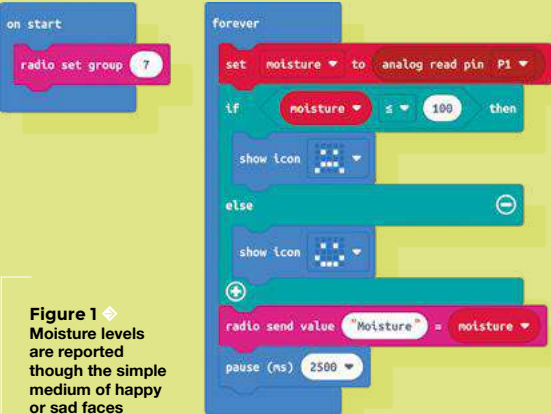 on start
radio set group 7
forever
set moisture to analog read pin P1
if moisture ≤ 100 then
show icon
else
show icon
radio send value "Moisture" = moisture
pause (ms) 2500
Figure 1
Moisture levels
are reported
though the simple
medium of happy
or sad faces